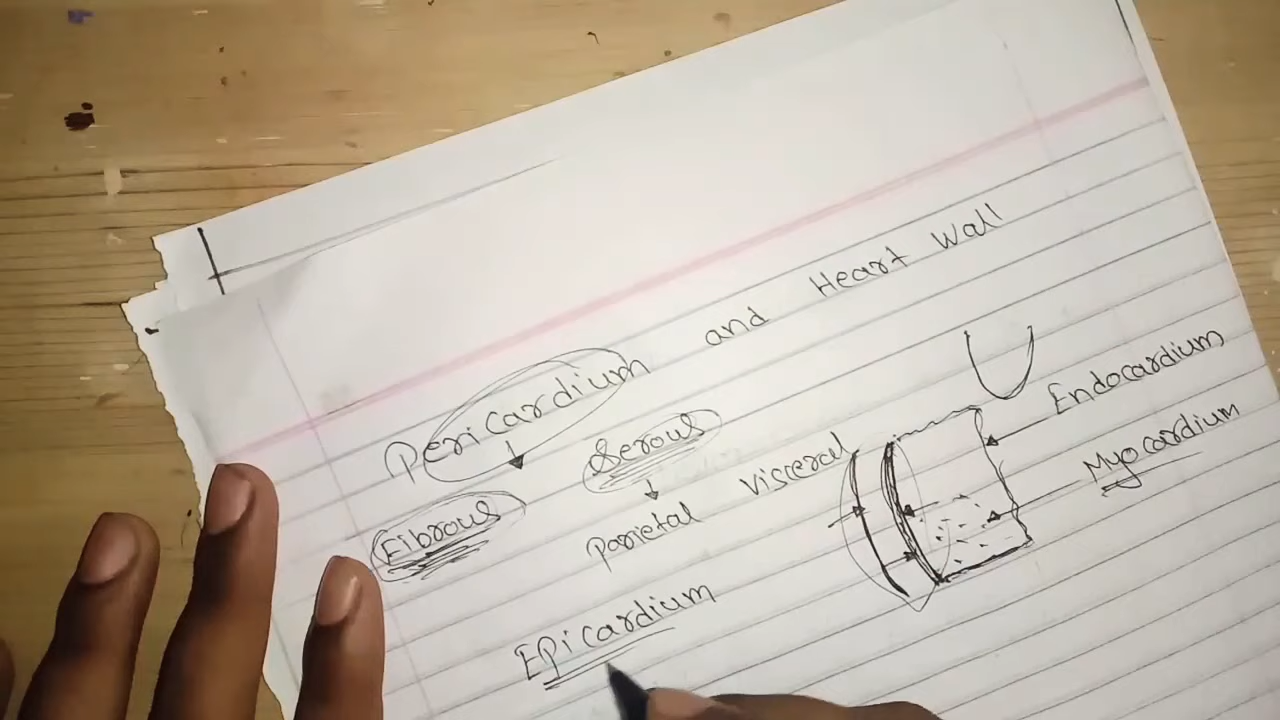 Pericardium and Heart Wall
Fibrous Serous
Parietal Visceral
Endocardium
Myocardium
Epicardium